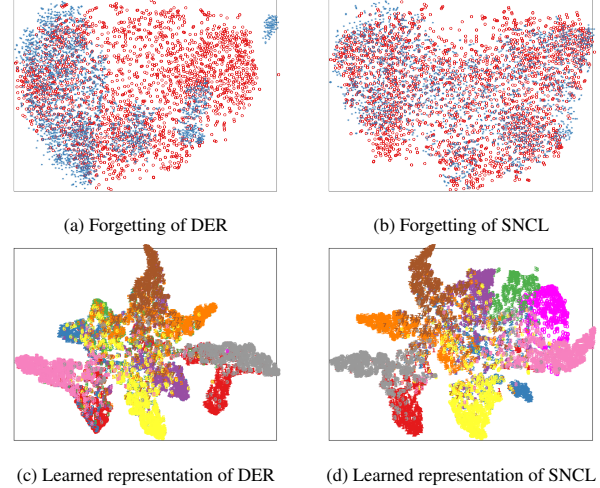 (a) Forgetting of DER
(b) Forgetting of SNCL
(c) Learned representation of DER
(d) Learned representation of SNCL